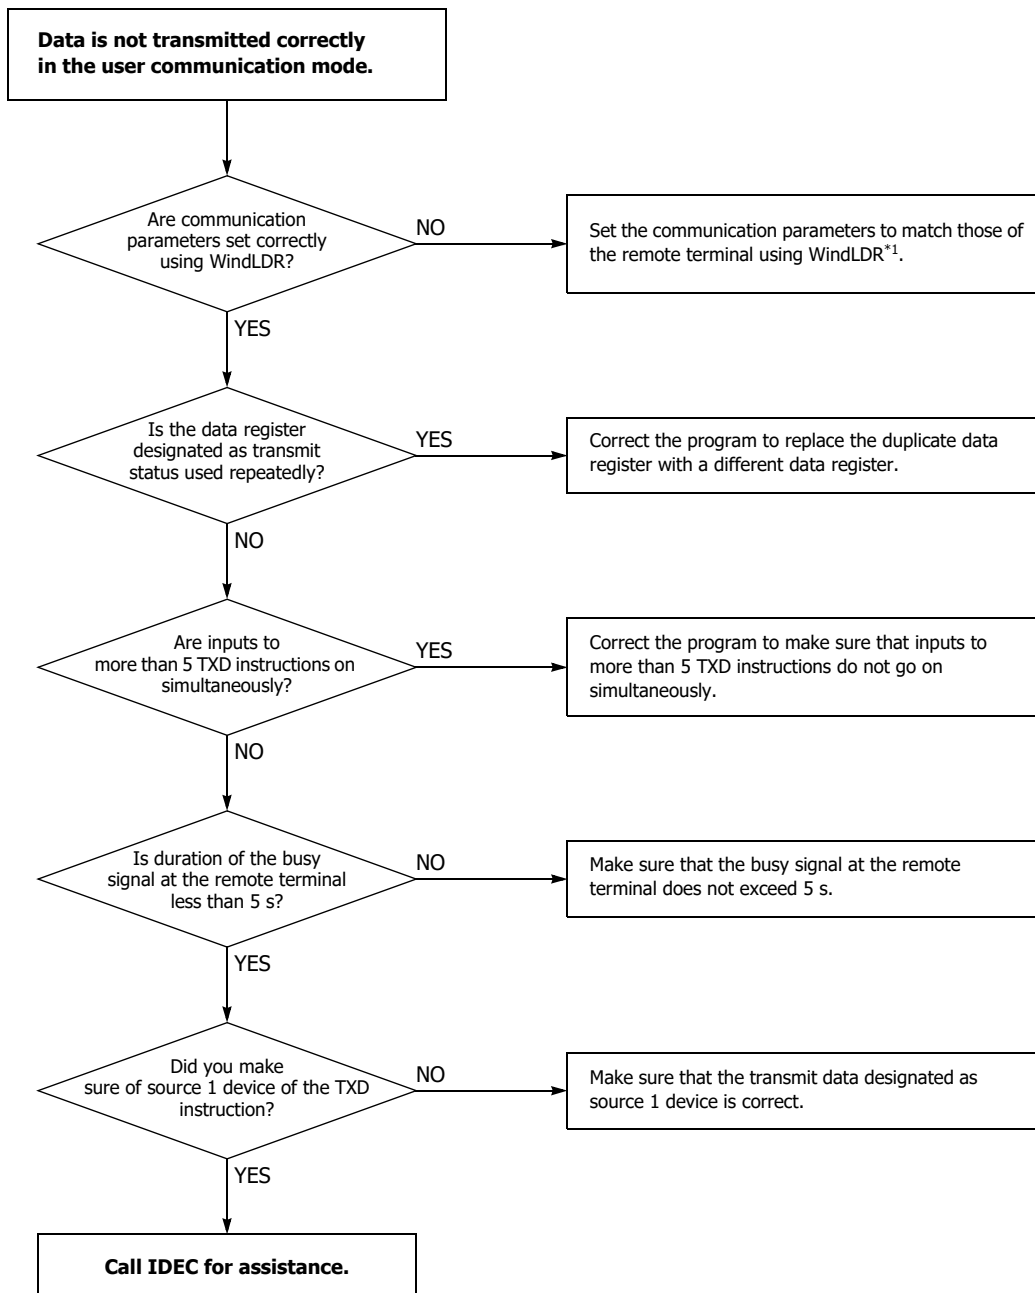 Data is not transmitted correctly
in the user communication mode.
Are communication
parameters set correctly
using WindLDR?
NO
Set the communication parameters to match those of
the remote terminal using WindLDR*1.
YES
Is the data register
designated as transmit
status used repeatedly?
YES
Correct the program to replace the duplicate data
register with a different data register.
NO
Are inputs to
more than 5 TXD instructions on
simultaneously?
YES
Correct the program to make sure that inputs to
more than 5 TXD instructions do not go on
simultaneously.
NO
Is duration of the busy
signal at the remote terminal
less than 5 s?
NO
Make sure that the busy signal at the remote
terminal does not exceed 5 s.
YES
Did you make
sure of source 1 device of the TXD
instruction?
NO
Make sure that the transmit data designated as
source 1 device is correct.
YES
Call IDEC for assistance.